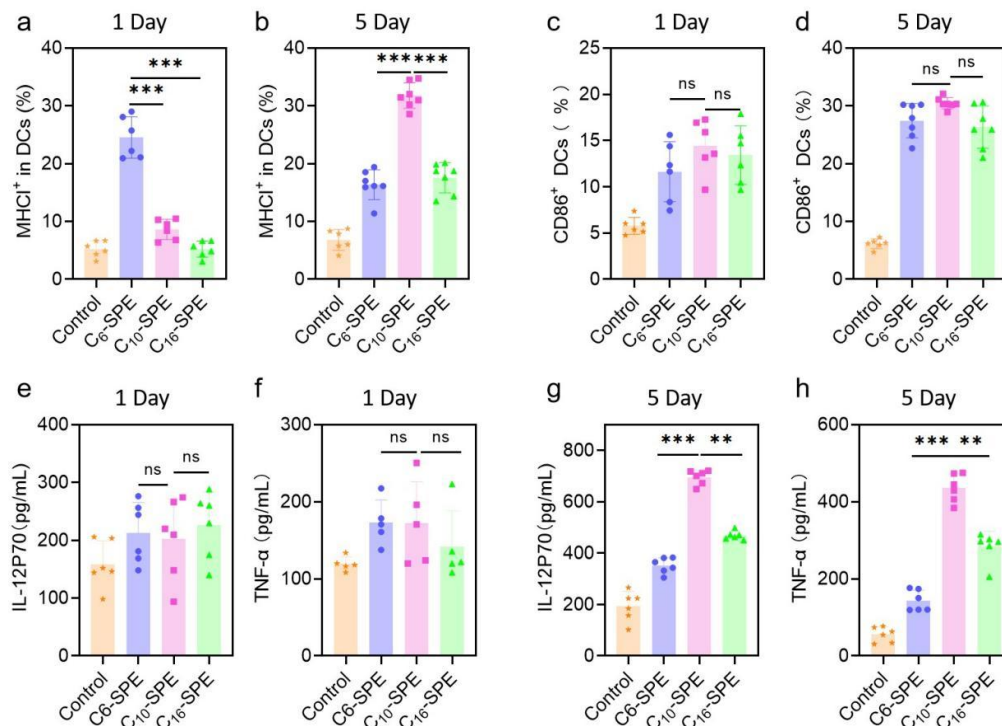 a 1 Day
MHCI⁺ in DCs (%)
40
30
20
10
0
***
***
Control
C₆-SPE
C₁₀-SPE
C₁₆-SPE
b 5 Day
MHCI⁺ in DCs (%)
40
30
20
10
0
*** ***
Control
C₆-SPE
C₁₀-SPE
C₁₆-SPE
c 1 Day
CD86⁺ DCs ( % )
25
20
15
10
5
0
ns
ns
Control
C₆-SPE
C₁₀-SPE
C₁₆-SPE
d 5 Day
CD86⁺ DCs (%)
40
30
20
10
0
ns
ns
Control
C₆-SPE
C₁₀-SPE
C₁₆-SPE
e 1 Day
IL-12P70 (pg/mL)
400
300
200
100
0
ns
ns
Control
C6-SPE
C₁₀-SPE
C₁₆-SPE
f 1 Day
TNF-α (pg/mL)
300
200
100
0
ns
ns
Control
C6-SPE
C₁₀-SPE
C₁₆-SPE
g 5 Day
IL-12P70 (pg/mL)
800
600
400
200
0
*** **
Control
C6-SPE
C₁₀-SPE
C₁₆-SPE
h 5 Day
TNF-α (pg/mL)
600
400
200
0
*** **
Control
C6-SPE
C₁₀-SPE
C₁₆-SPE